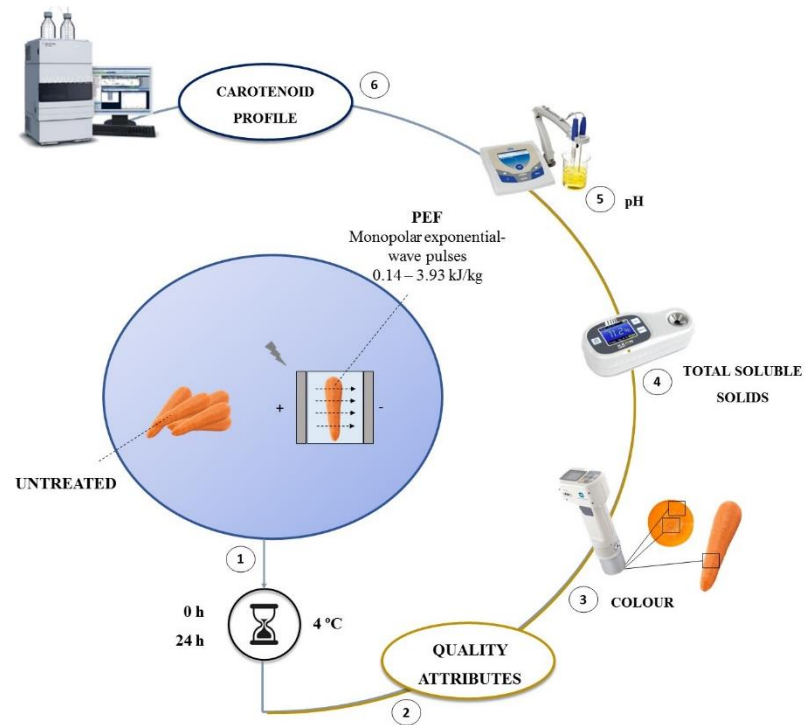 CAROTENOID
PROFILE
6
5
pH
PEF
Monopolar exponential-
wave pulses
0.14 – 3.93 kJ/kg
+
-
4
TOTAL SOLUBLE
SOLIDS
UNTREATED
1
0 h
24 h
4 ºC
3
COLOUR
QUALITY
ATTRIBUTES
2